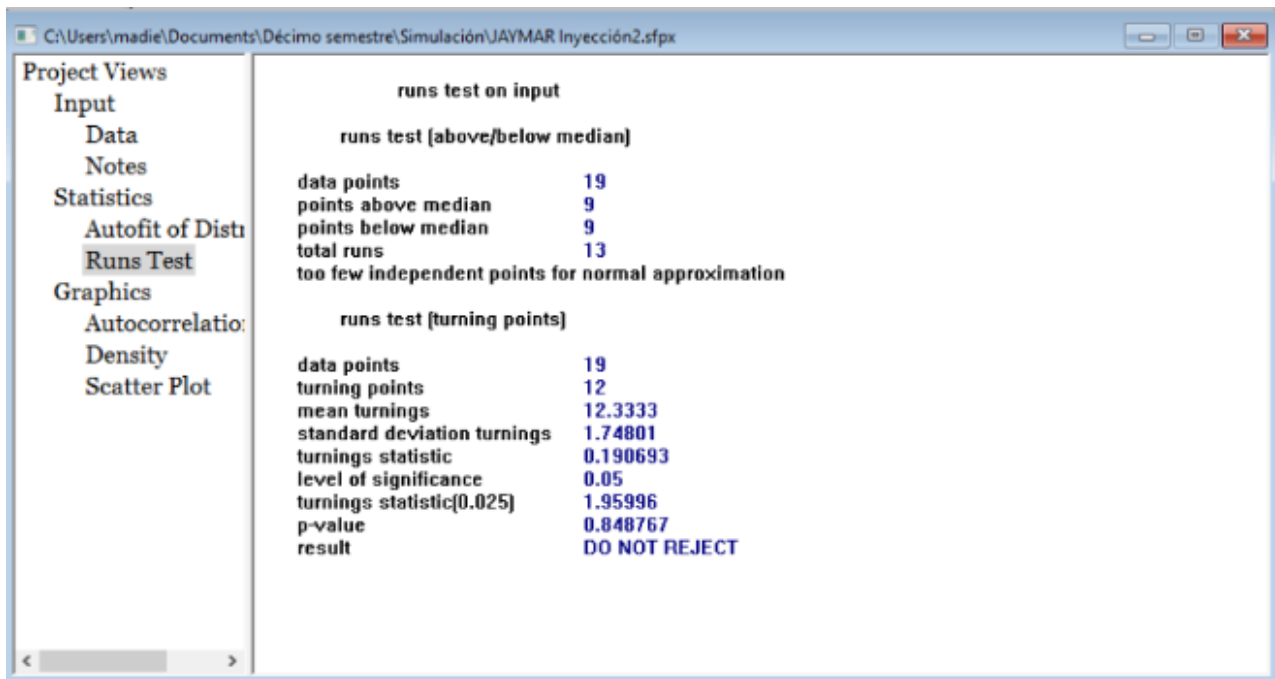 C:\Users\madie\Documents\Décimo semestre\Simulación\JAYMAR Inyección2.sfpx
Project Views
Input
Data
Notes
Statistics
Autofit of Distr
Runs Test
Graphics
Autocorrelatio
Density
Scatter Plot
runs test on input
runs test (above/below median)
data points 19
points above median 9
points below median 9
total runs 13
too few independent points for normal approximation
runs test (turning points)
data points 19
turning points 12
mean turnings 12.3333
standard deviation turnings 1.74801
turnings statistic 0.190693
level of significance 0.05
turnings statistic(0.025) 1.95996
p-value 0.848767
result DO NOT REJECT